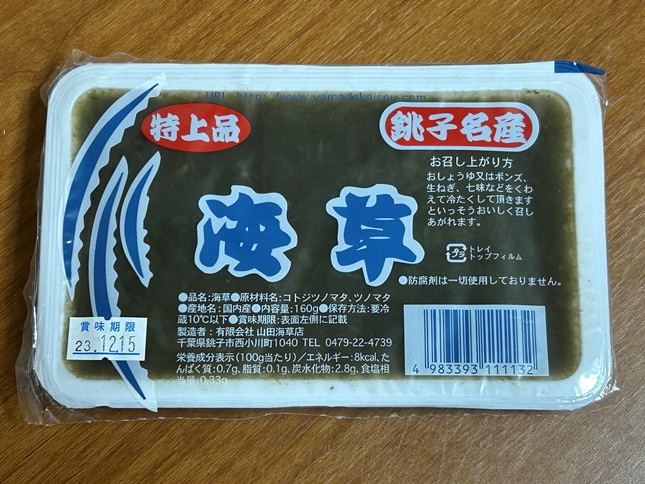 URL http://www.yamadakaisou.com
特上品
銚子名産
お召し上がり方
おしょうゆ又はポンズ、
生ねぎ、七味などをくわ
えて冷たくして頂きます
といっそうおいしく召し
あがれます。
海草
プラ
トレイ
トップフィルム
●防腐剤は一切使用しておりません。
●品名:海草●原材料名:コトジツノマタ、ツノマタ
●産地名:国内産●内容量:160g●保存方法:要冷
蔵10℃以下●賞味期限:表面左側に記載
製造者:有限会社 山田海草店
千葉県銚子市西小川町1040 TEL 0479-22-4739
栄養成分表示(100g当たり)/エネルギー:8kcal,た
んぱく質:0.7g, 脂質:0.1g, 炭水化物:2.8g, 食塩相
当量:0.33g
賞味期限
23.12.15
4 983393 111132